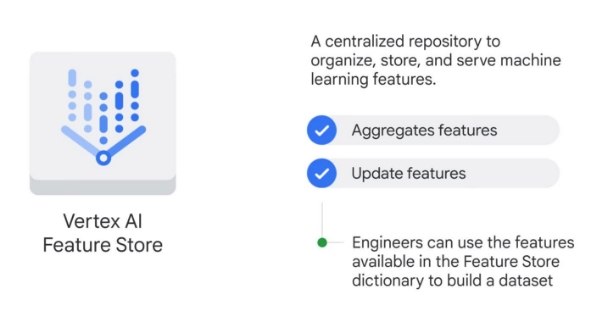 A centralized repository to
organize, store, and serve machine
learning features.
Aggregates features
Update features
Vertex AI
Feature Store
Engineers can use the features
available in the Feature Store
dictionary to build a dataset